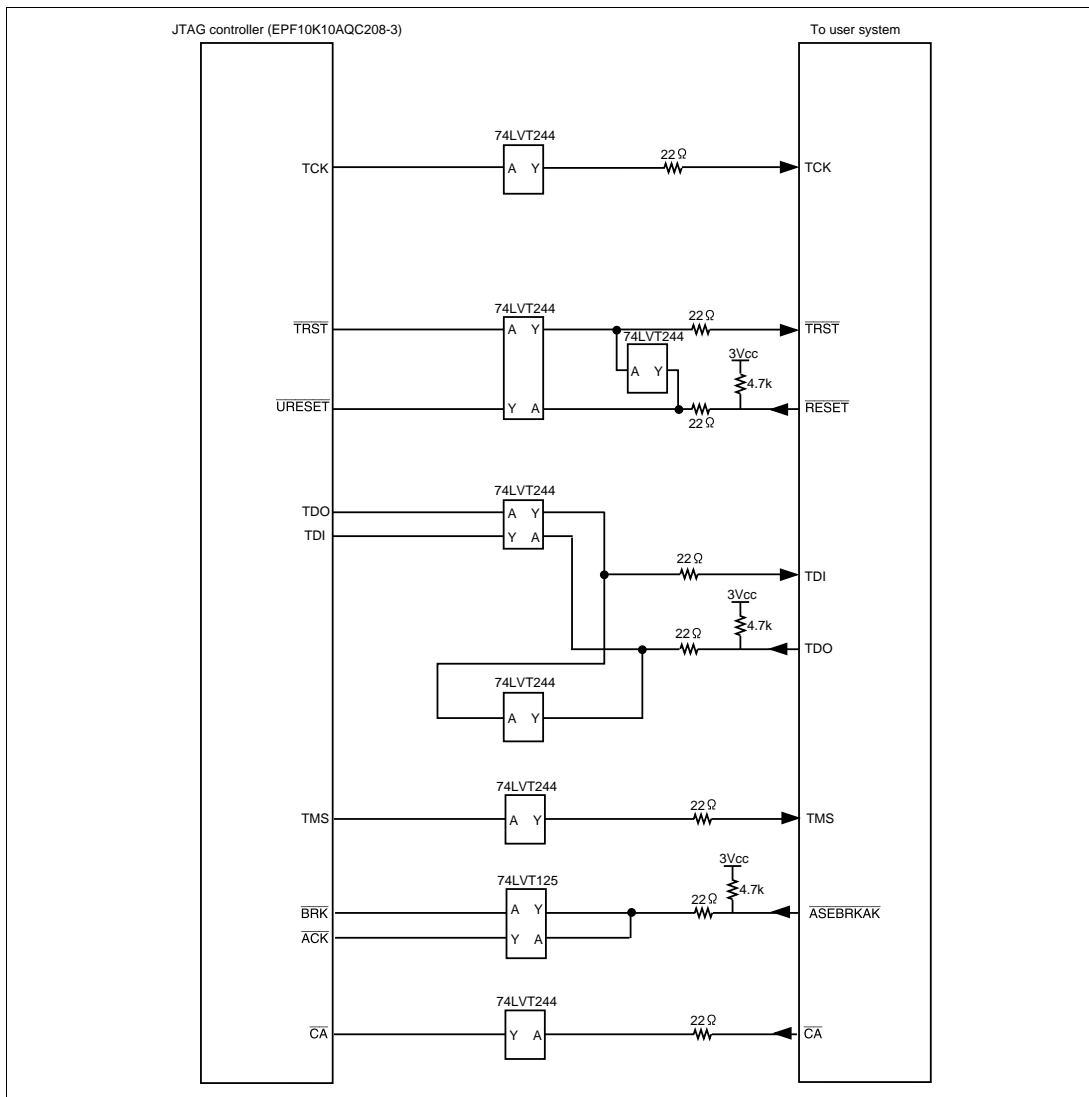 JTAG controller (EPF10K10AQC208-3)
To user system
74LVT244
TCK
A Y
22Ω
TCK
74LVT244
TRST
A Y
22Ω
TRST
74LVT244
A Y
3Vcc
4.7k
URESET
Y A
22Ω
RESET
74LVT244
TDO
A Y
TDI
Y A
22Ω
TDI
3Vcc
4.7k
22Ω
TDO
74LVT244
A Y
74LVT244
TMS
A Y
22Ω
TMS
74LVT125
3Vcc
4.7k
BRK
A Y
22Ω
ASEBRKAK
ACK
Y A
74LVT244
CA
Y A
22Ω
CA